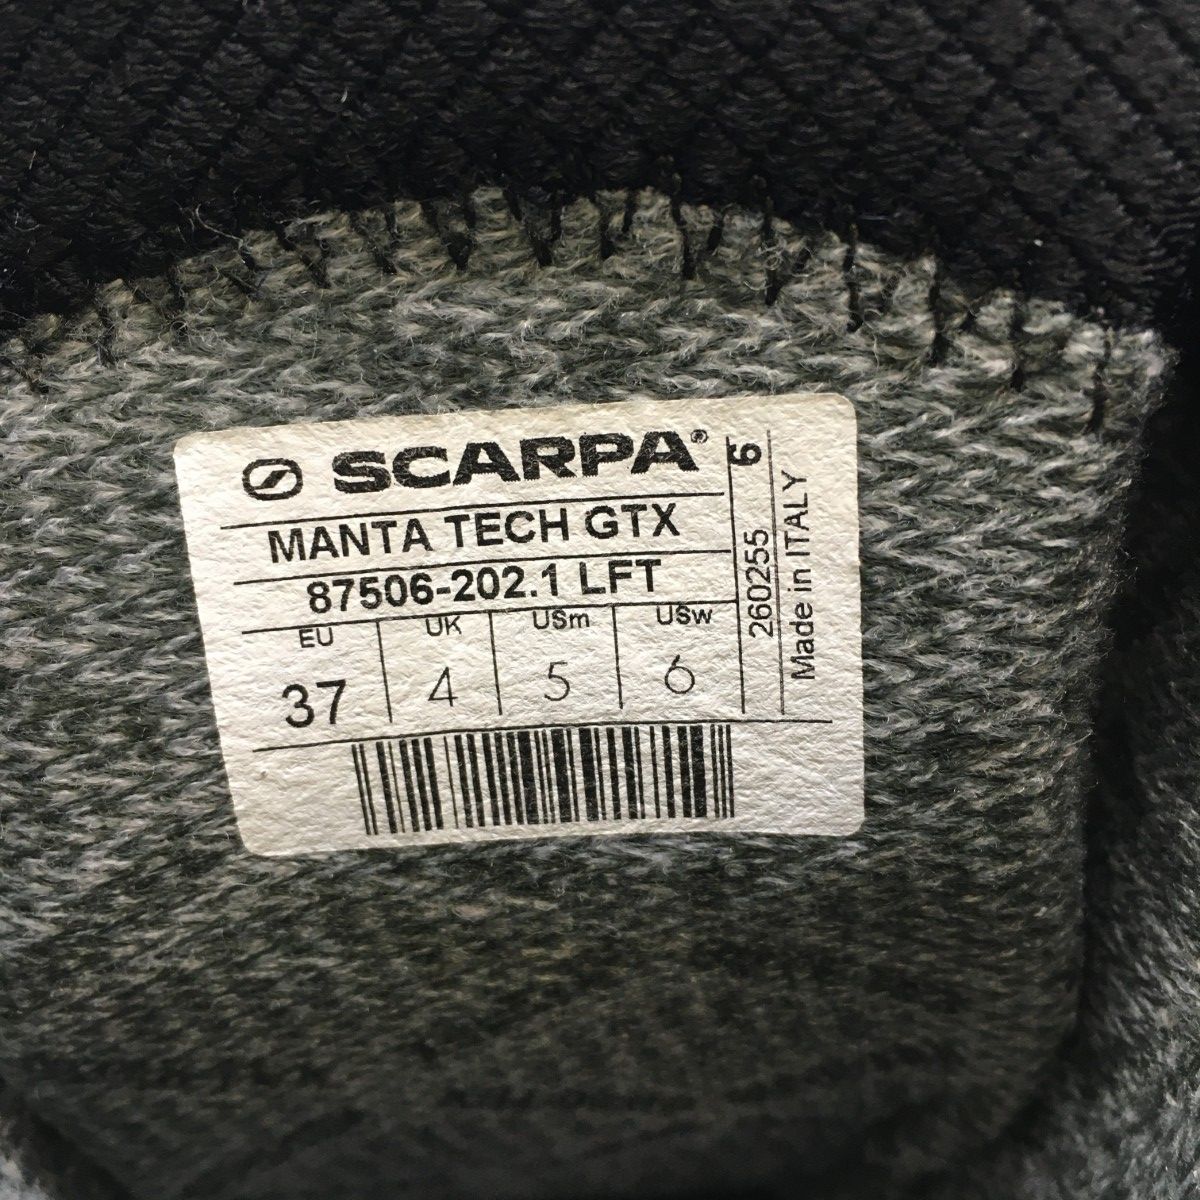 SCARPA®
MANTA TECH GTX
87506-202.1 LFT
EU UK USm USw
37 4 5 6
260255 6
Made in ITALY